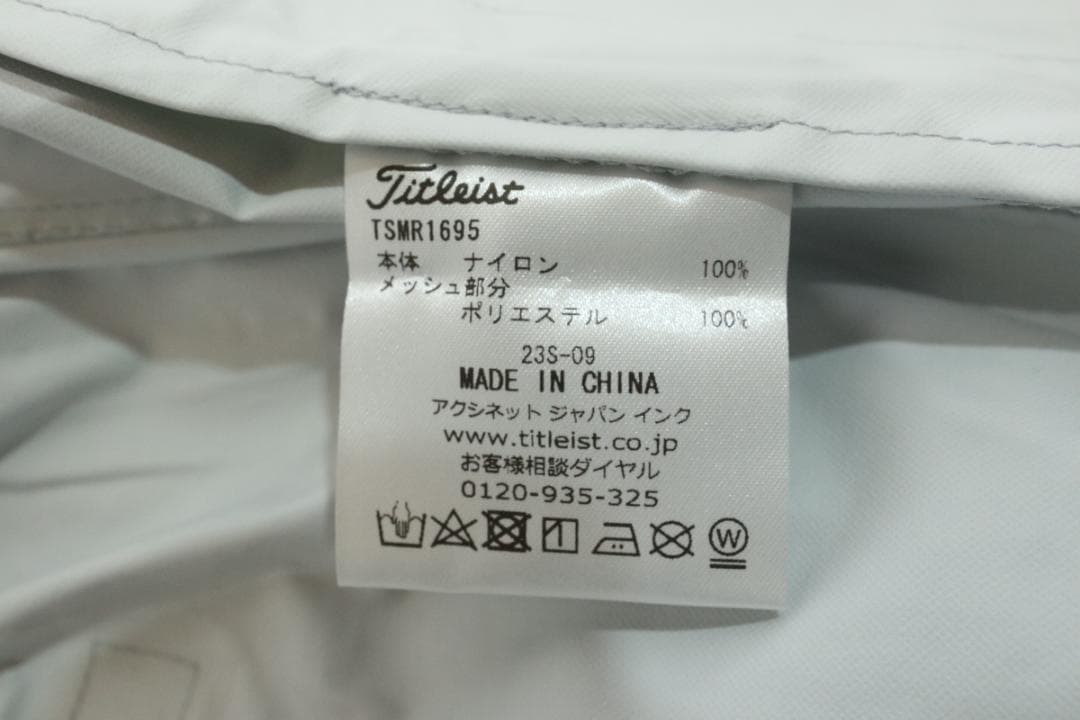 Titleist
TSMR1695
本体 ナイロン 100%
メッシュ部分
ポリエステル 100%
23S-09
MADE IN CHINA
アクシネット ジャパン インク
www.titleist.co.jp
お客様相談ダイヤル
0120-935-325
W